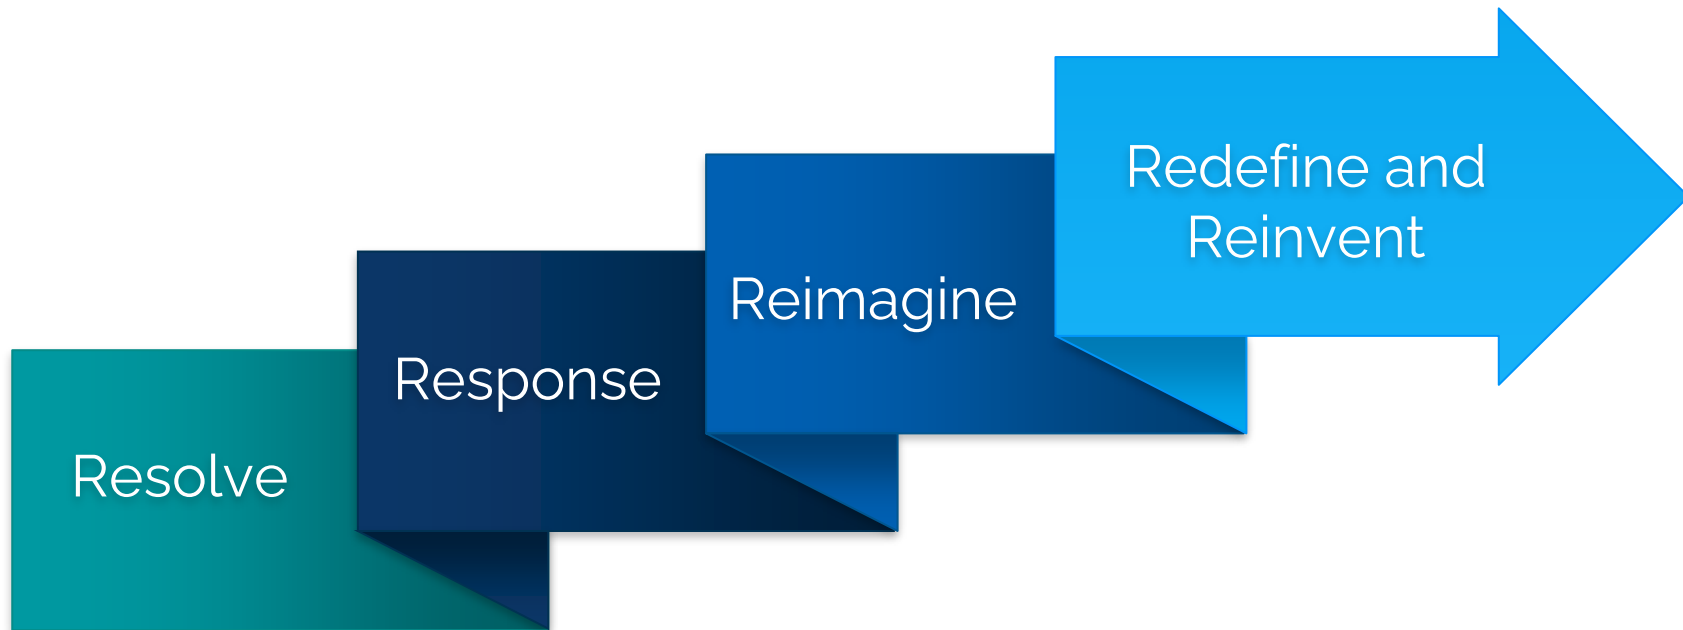 Resolve
Response
Reimagine
Redefine and
Reinvent